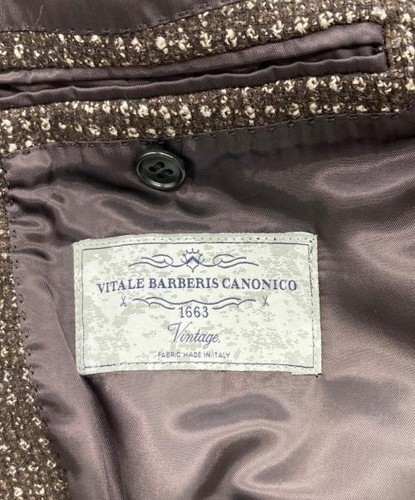 VITALE BARBERIS CANONICO
1663
Vintage.
FABRIC MADE IN ITALY